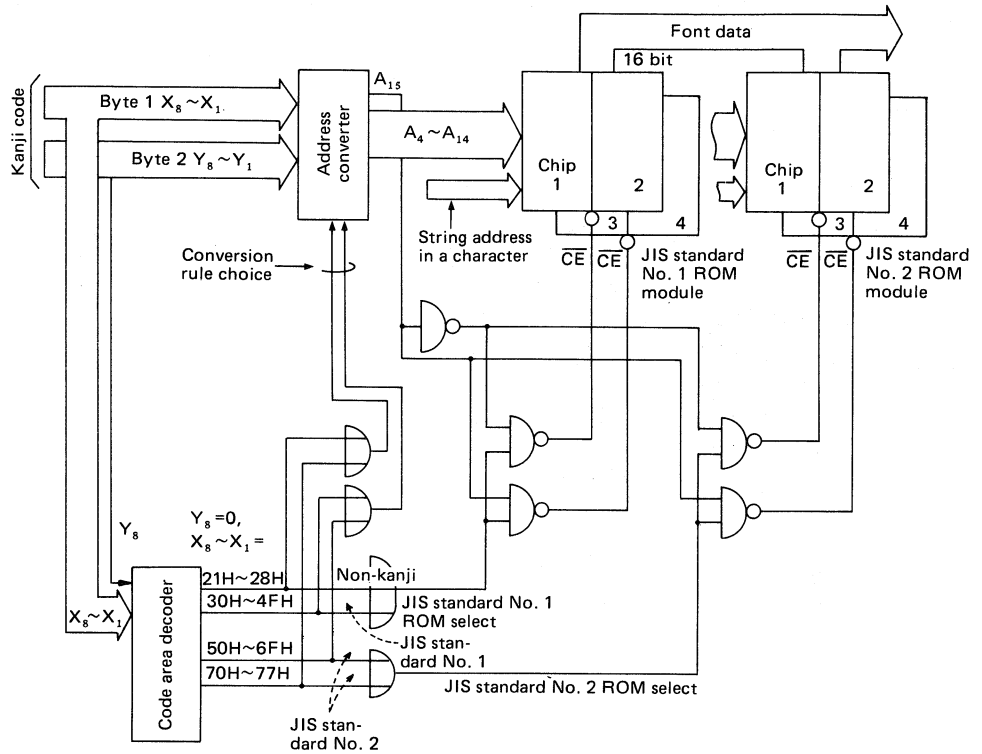 Font data
16 bit
Kanji code
Byte 1 X₈~X₁
Byte 2 Y₈~Y₁
Address
converter
A₁₅
A₄~A₁₄
Chip
1
2
3
4
Chip
1
2
3
4
String address
in a character
CE
CE
JIS standard
No. 1 ROM
module
CE
CE
JIS standard
No. 2 ROM
module
Conversion
rule choice
Y₈
Y₈=0,
X₈~X₁=
X₈~X₁
Code area decoder
21H~28H
Non-kanji
30H~4FH
JIS standard No. 1
ROM select
JIS stan-
dard No. 1
50H~6FH
70H~77H
JIS standard No. 2 ROM select
JIS stan-
dard No. 2